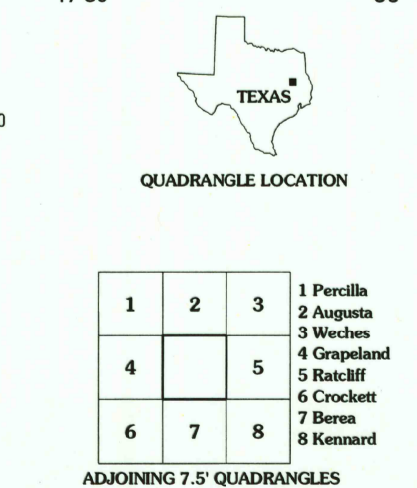 TEXAS
QUADRANGLE LOCATION
1 2 3
4 5
6 7 8
1 Percilla
2 Augusta
3 Weches
4 Grapeland
5 Ratcliff
6 Crockett
7 Berea
8 Kennard
ADJOINING 7.5' QUADRANGLES